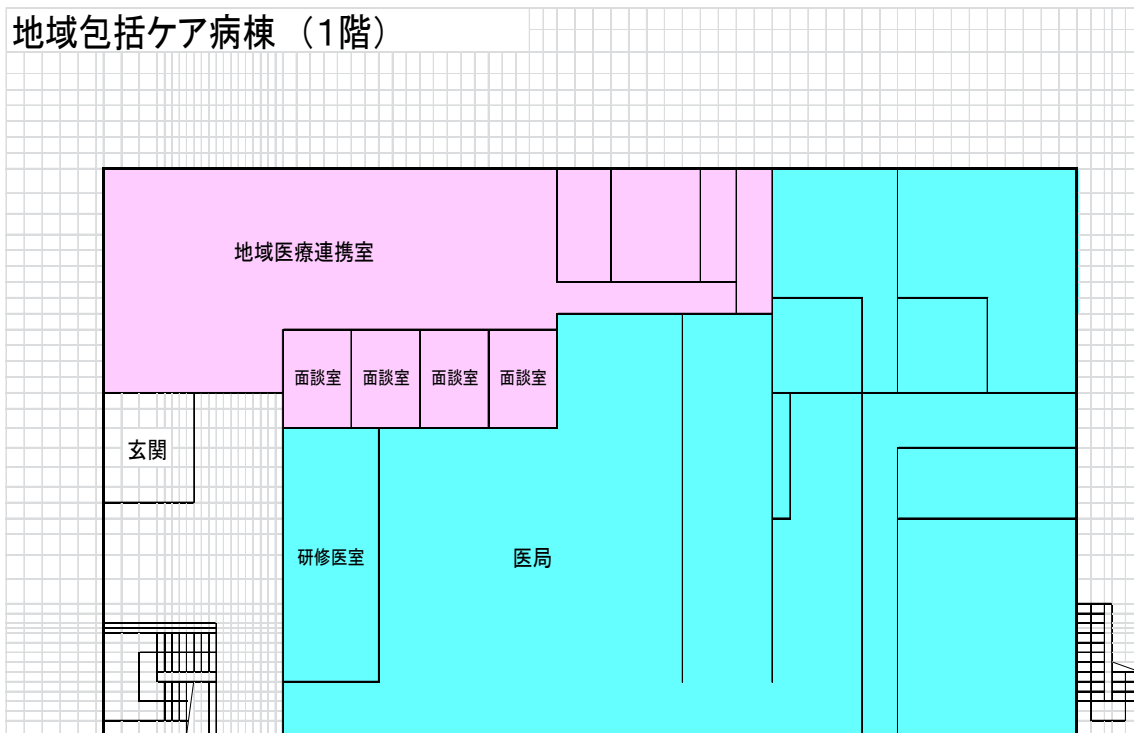 地域包括ケア病棟 (1階)
地域医療連携室
面談室
面談室
面談室
面談室
玄関
研修医室
医局